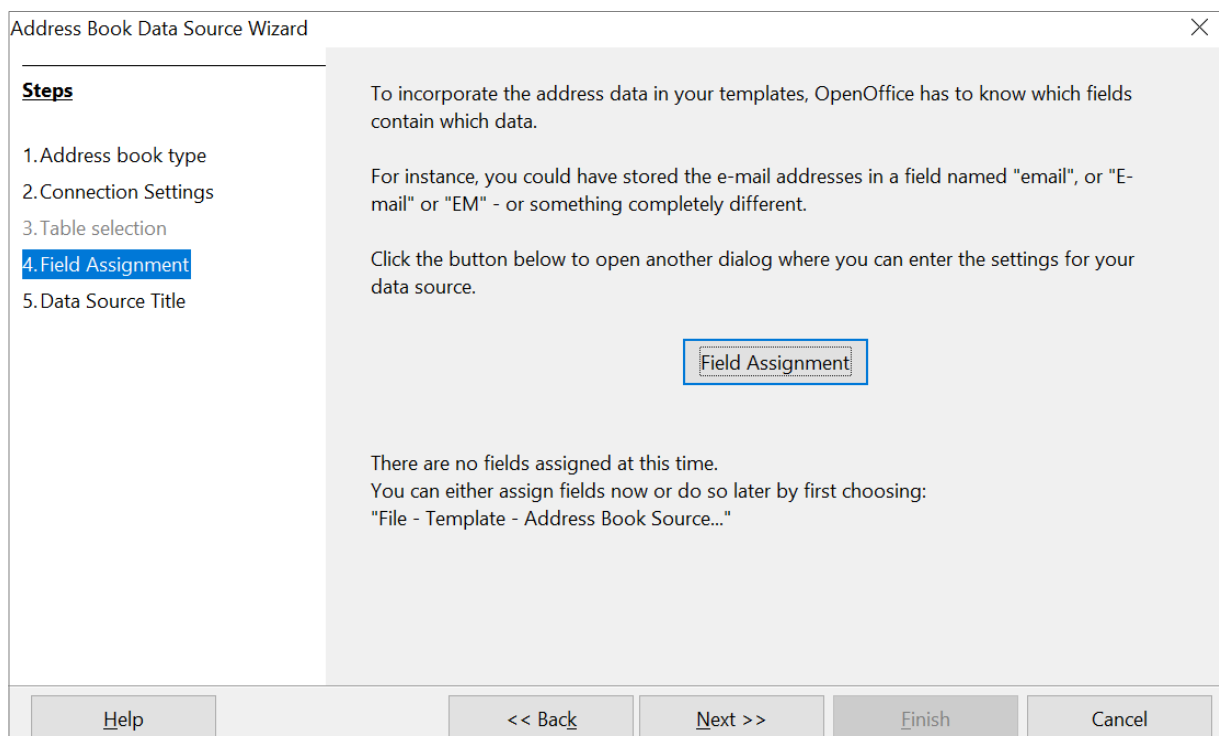 Address Book Data Source Wizard
Steps
1.Address book type
2.Connection Settings
3.Table selection
4.Field Assignment
5.Data Source Title
To incorporate the address data in your templates, OpenOffice has to know which fields
contain which data.
For instance, you could have stored the e-mail addresses in a field named "email", or "E-
mail" or "EM" - or something completely different.
Click the button below to open another dialog where you can enter the settings for your
data source.
Field Assignment
There are no fields assigned at this time.
You can either assign fields now or do so later by first choosing:
"File - Template - Address Book Source..."
Help
<< Back
Next >>
Finish
Cancel